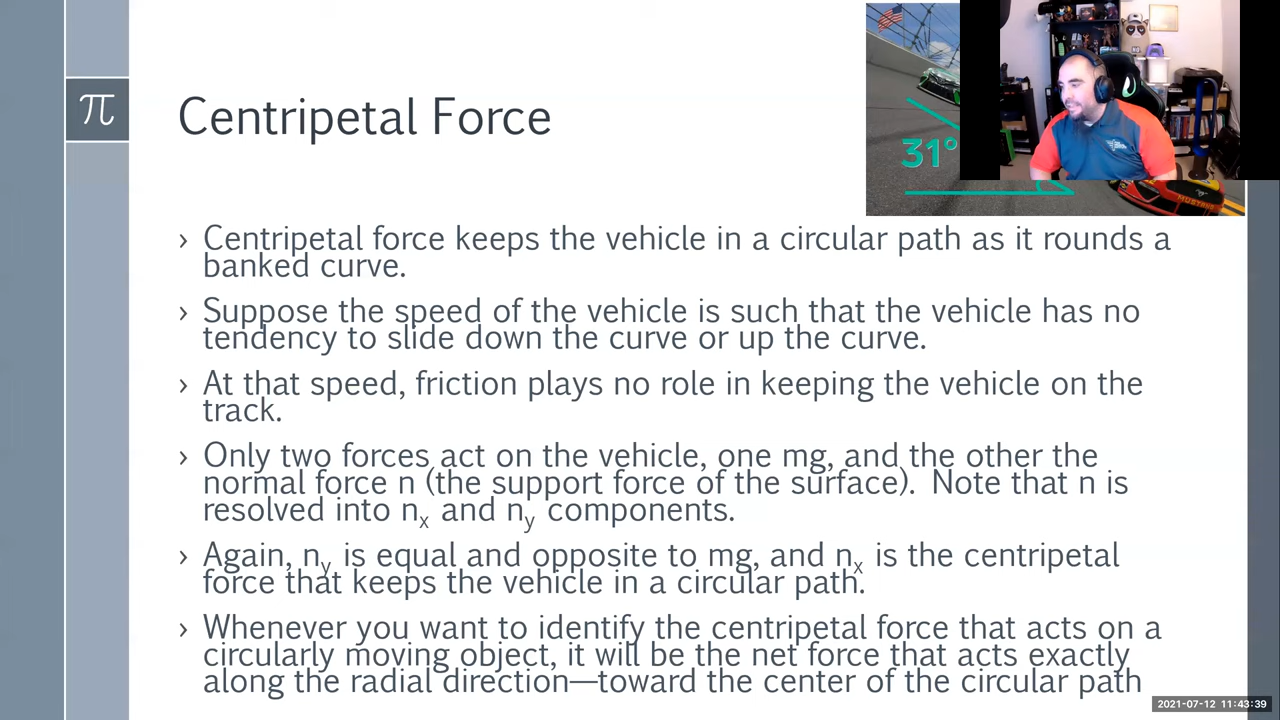 π
Centripetal Force
31°
MUSTANG
› Centripetal force keeps the vehicle in a circular path as it rounds a
banked curve.
› Suppose the speed of the vehicle is such that the vehicle has no
tendency to slide down the curve or up the curve.
› At that speed, friction plays no role in keeping the vehicle on the
track.
› Only two forces act on the vehicle, one mg, and the other the
normal force n (the support force of the surface). Note that n is
resolved into nₓ and n_y components.
› Again, n_y is equal and opposite to mg, and nₓ is the centripetal
force that keeps the vehicle in a circular path.
› Whenever you want to identify the centripetal force that acts on a
circularly moving object, it will be the net force that acts exactly
along the radial direction—toward the center of the circular path
2021-07-12 11:43:39